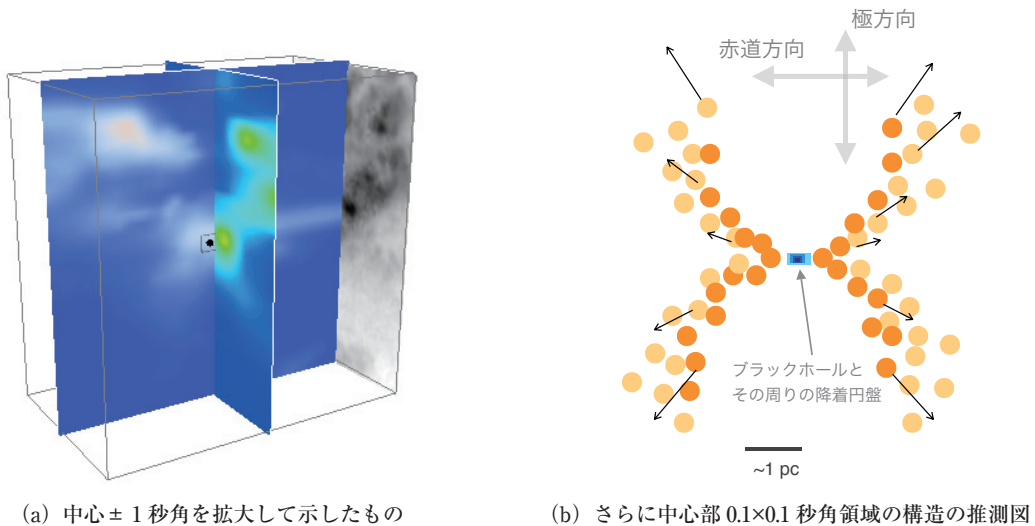 極方向
赤道方向
ブラックホールと
その周りの降着円盤
~1 pc
(a) 中心± 1 秒角を拡大して示したもの
(b) さらに中心部 0.1×0.1 秒角領域の構造の推測図